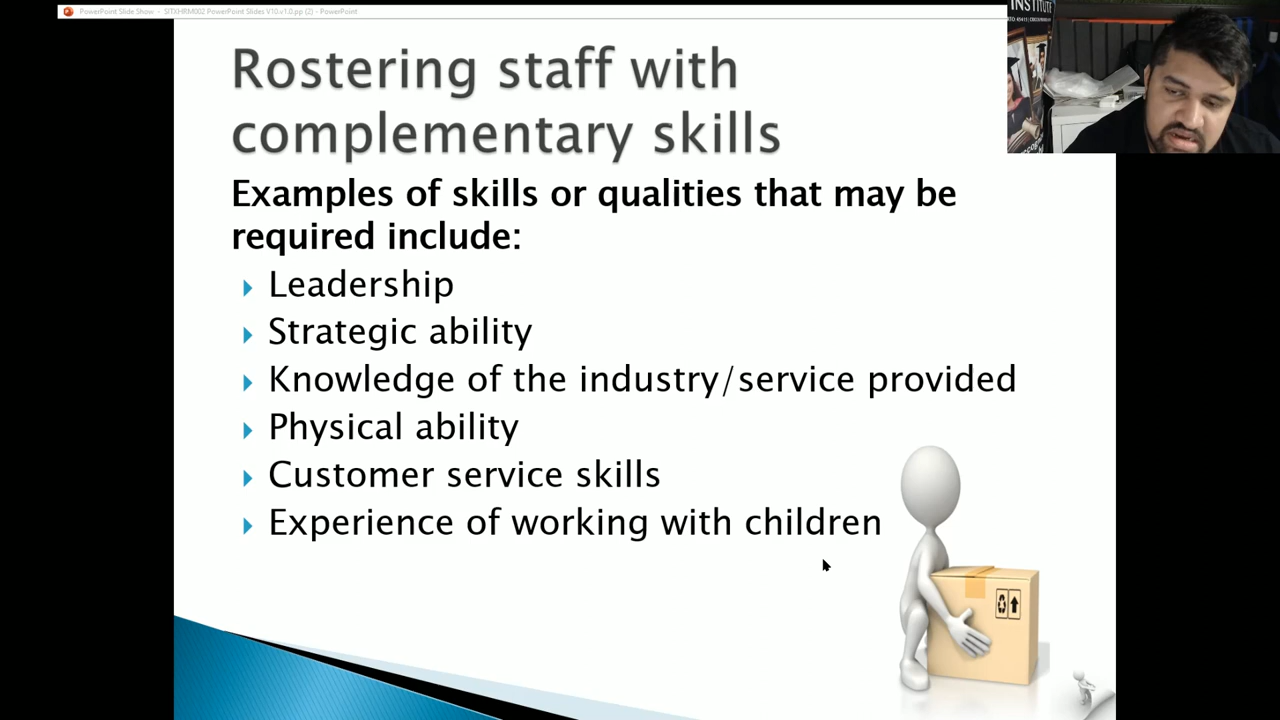 PowerPoint Slide Show - SITXHRM002 PowerPoint Slides V10-v1.0.pp (2) - PowerPoint
INSTITUTE
Rostering staff with
complementary skills
Examples of skills or qualities that may be
required include:
Leadership
Strategic ability
Knowledge of the industry/service provided
Physical ability
Customer service skills
Experience of working with children